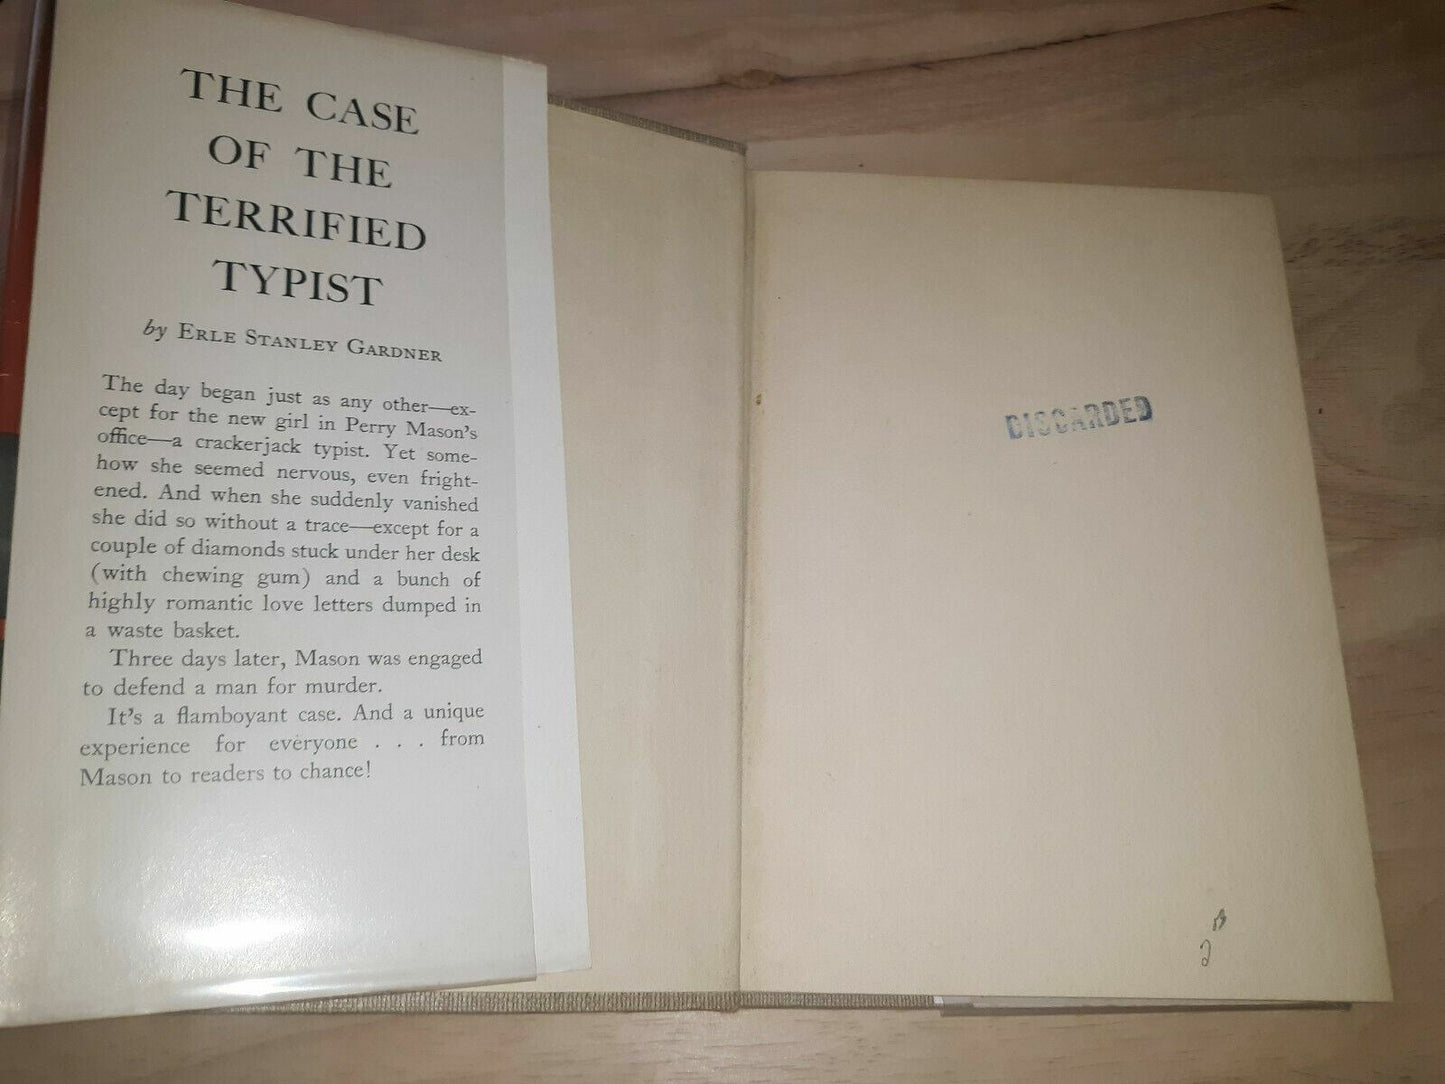 THE CASE
OF THE
TERRIFIED
TYPIST
by ERLE STANLEY GARDNER
The day began just as any other—ex-
cept for the new girl in Perry Mason's
office—a crackerjack typist. Yet some-
how she seemed nervous, even fright-
ened. And when she suddenly vanished
she did so without a trace—except for a
couple of diamonds stuck under her desk
(with chewing gum) and a bunch of
highly romantic love letters dumped in
a waste basket.
Three days later, Mason was engaged
to defend a man for murder.
It's a flamboyant case. And a unique
experience for everyone . . . from
Mason to readers to chance!
DISCARDED
2